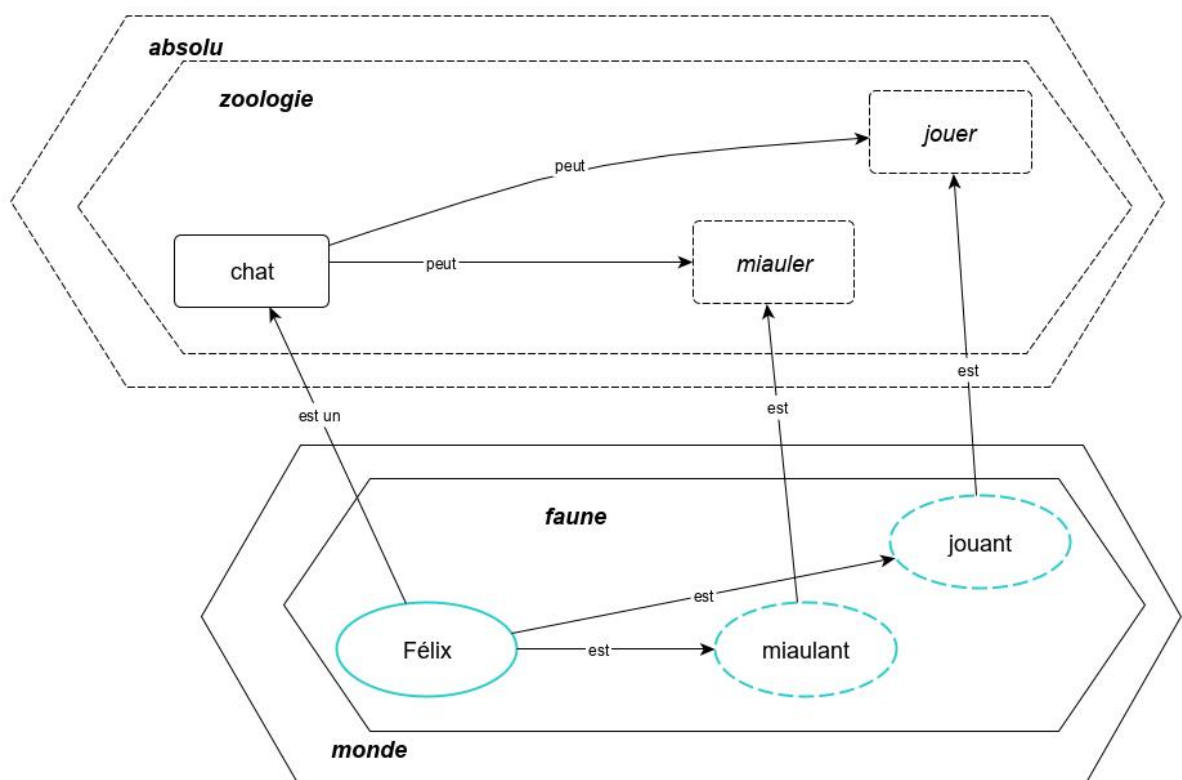 absolu
zoologie
jouer
peut
chat
peut
miauler
est
est un
est
faune
jouant
est
Félix
est
miaulant
monde